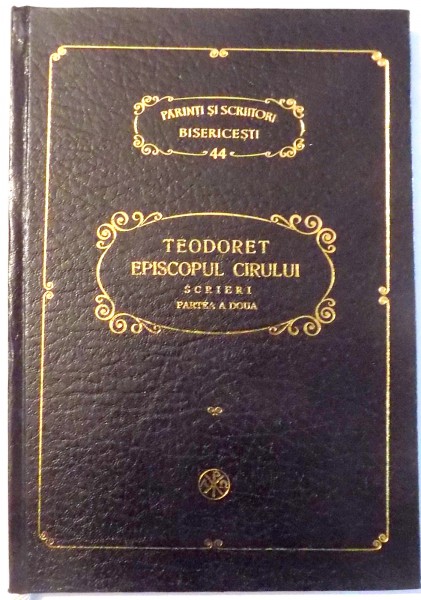 PĂRINȚI ȘI SCRIITORI
BISERICEȘTI
44
TEODORET
EPISCOPUL CIRULUI
SCRIERI
PARTEA A DOUA